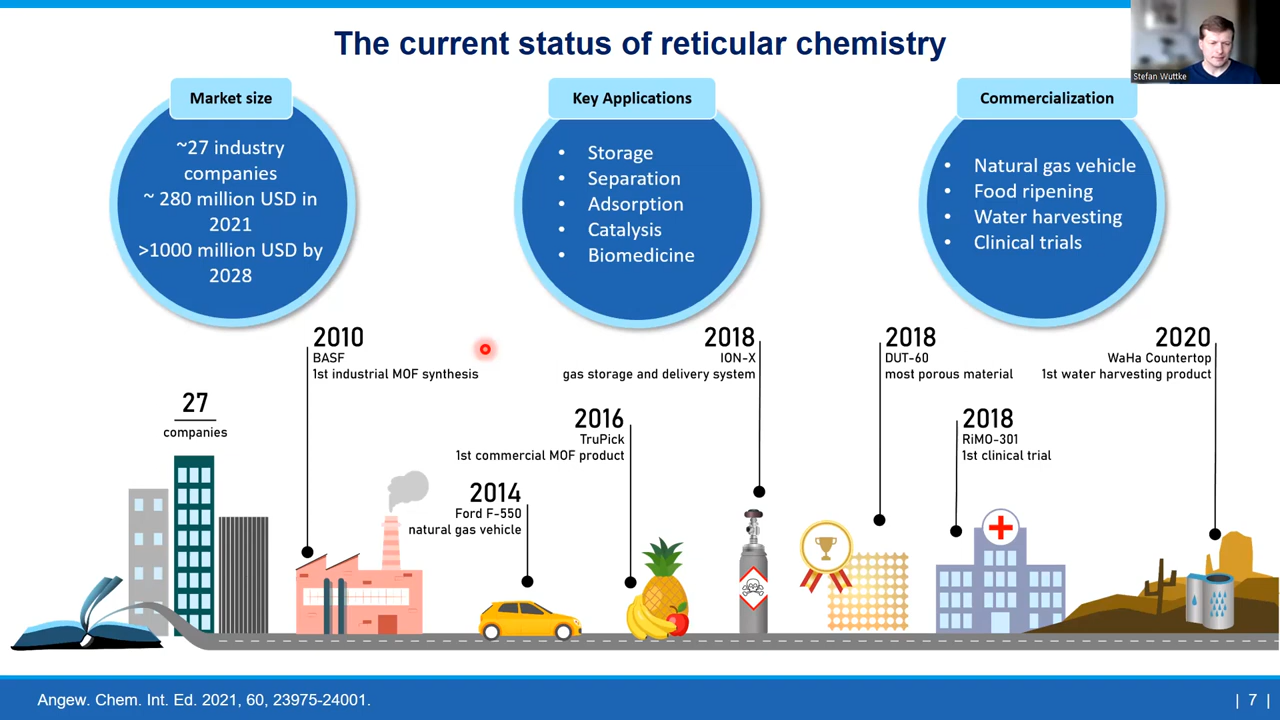 The current status of reticular chemistry
Stefan Wuttke
Market size
~27 industry
companies
~ 280 million USD in
2021
>1000 million USD by
2028
Key Applications
• Storage
• Separation
• Adsorption
• Catalysis
• Biomedicine
Commercialization
• Natural gas vehicle
• Food ripening
• Water harvesting
• Clinical trials
27
companies
2010
BASF
1st industrial MOF synthesis
2014
Ford F-550
natural gas vehicle
2016
TruPick
1st commercial MOF product
2018
ION-X
gas storage and delivery system
2018
DUT-60
most porous material
2018
RiMO-301
1st clinical trial
2020
WaHa Countertop
1st water harvesting product
Angew. Chem. Int. Ed. 2021, 60, 23975-24001.
| 7 |